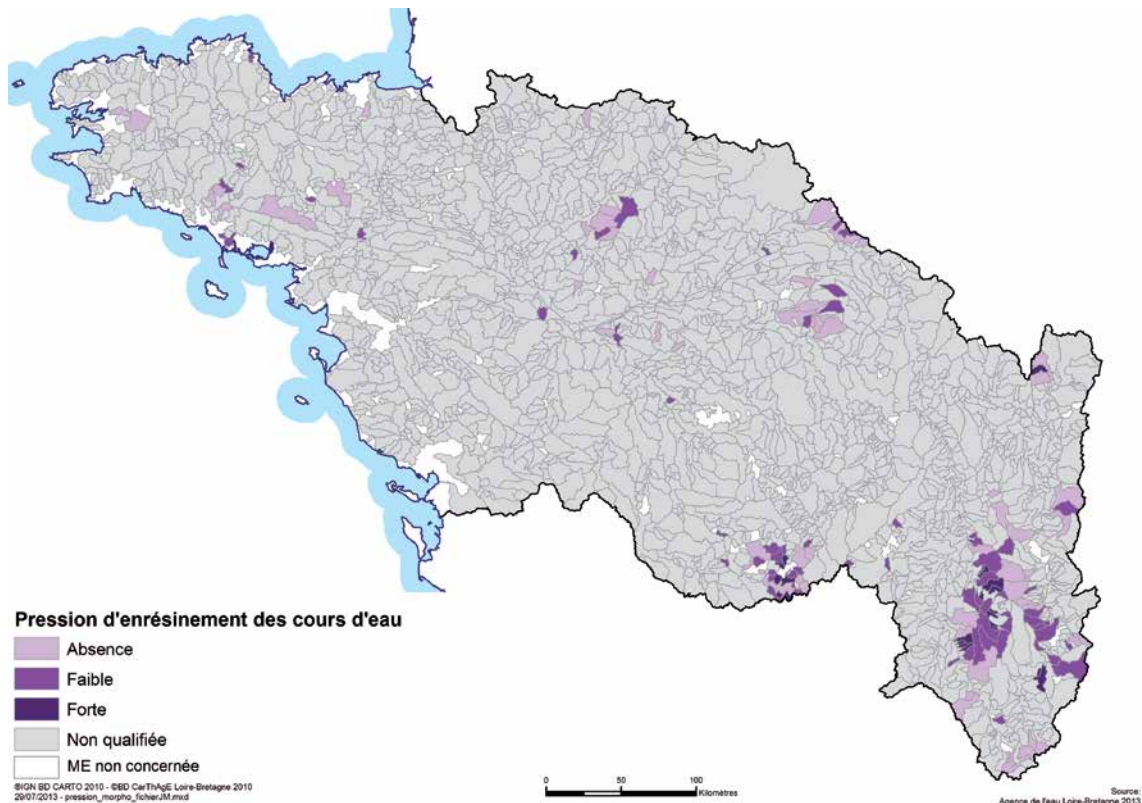 Pression d'enrésinement des cours d'eau
Absence
Faible
Forte
Non qualifiée
ME non concernée
©IGN BD CARTO 2010 - ©BD CarThAgE Loire-Bretagne 2010
29/07/2013 - pression_morpho_fichierJM.mxd
0 50 100
Kilomètres
Source:
Agence de l'eau Loire-Bretagne 2013